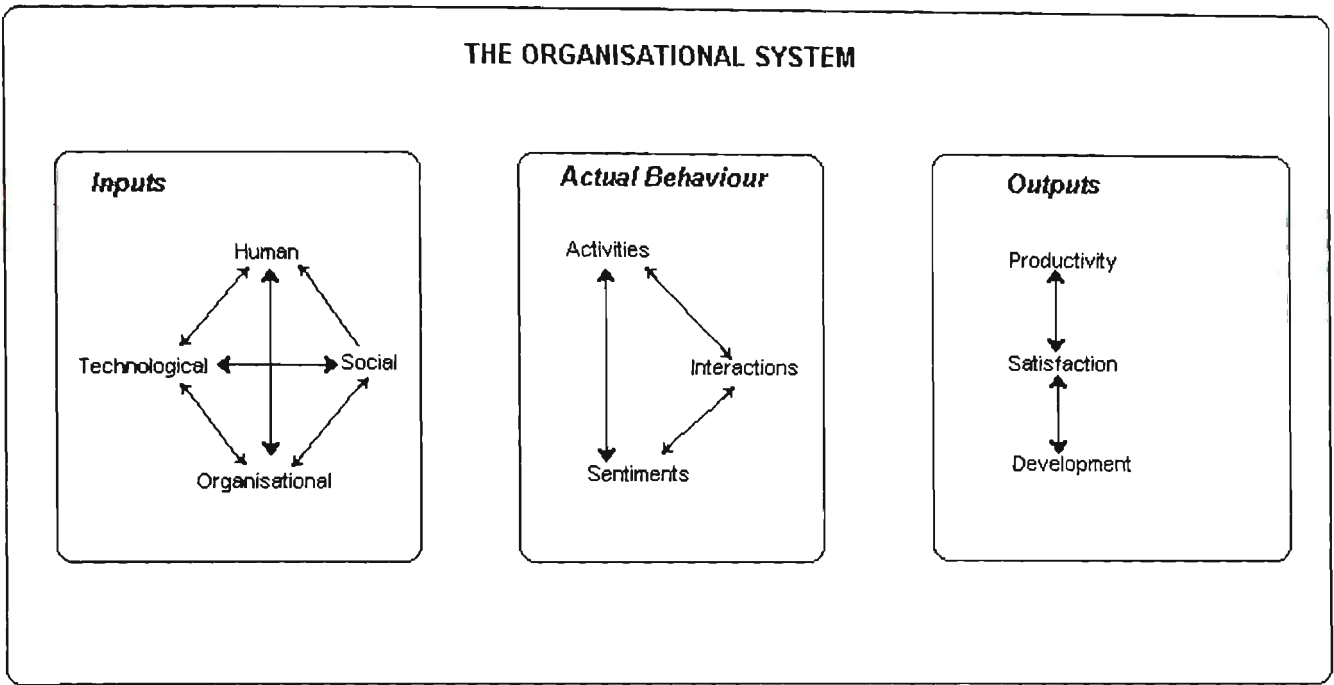 THE ORGANISATIONAL SYSTEM
Inputs
Human
Technological
Social
Organisational
Actual Behaviour
Activities
Interactions
Sentiments
Outputs
Productivity
Satisfaction
Development